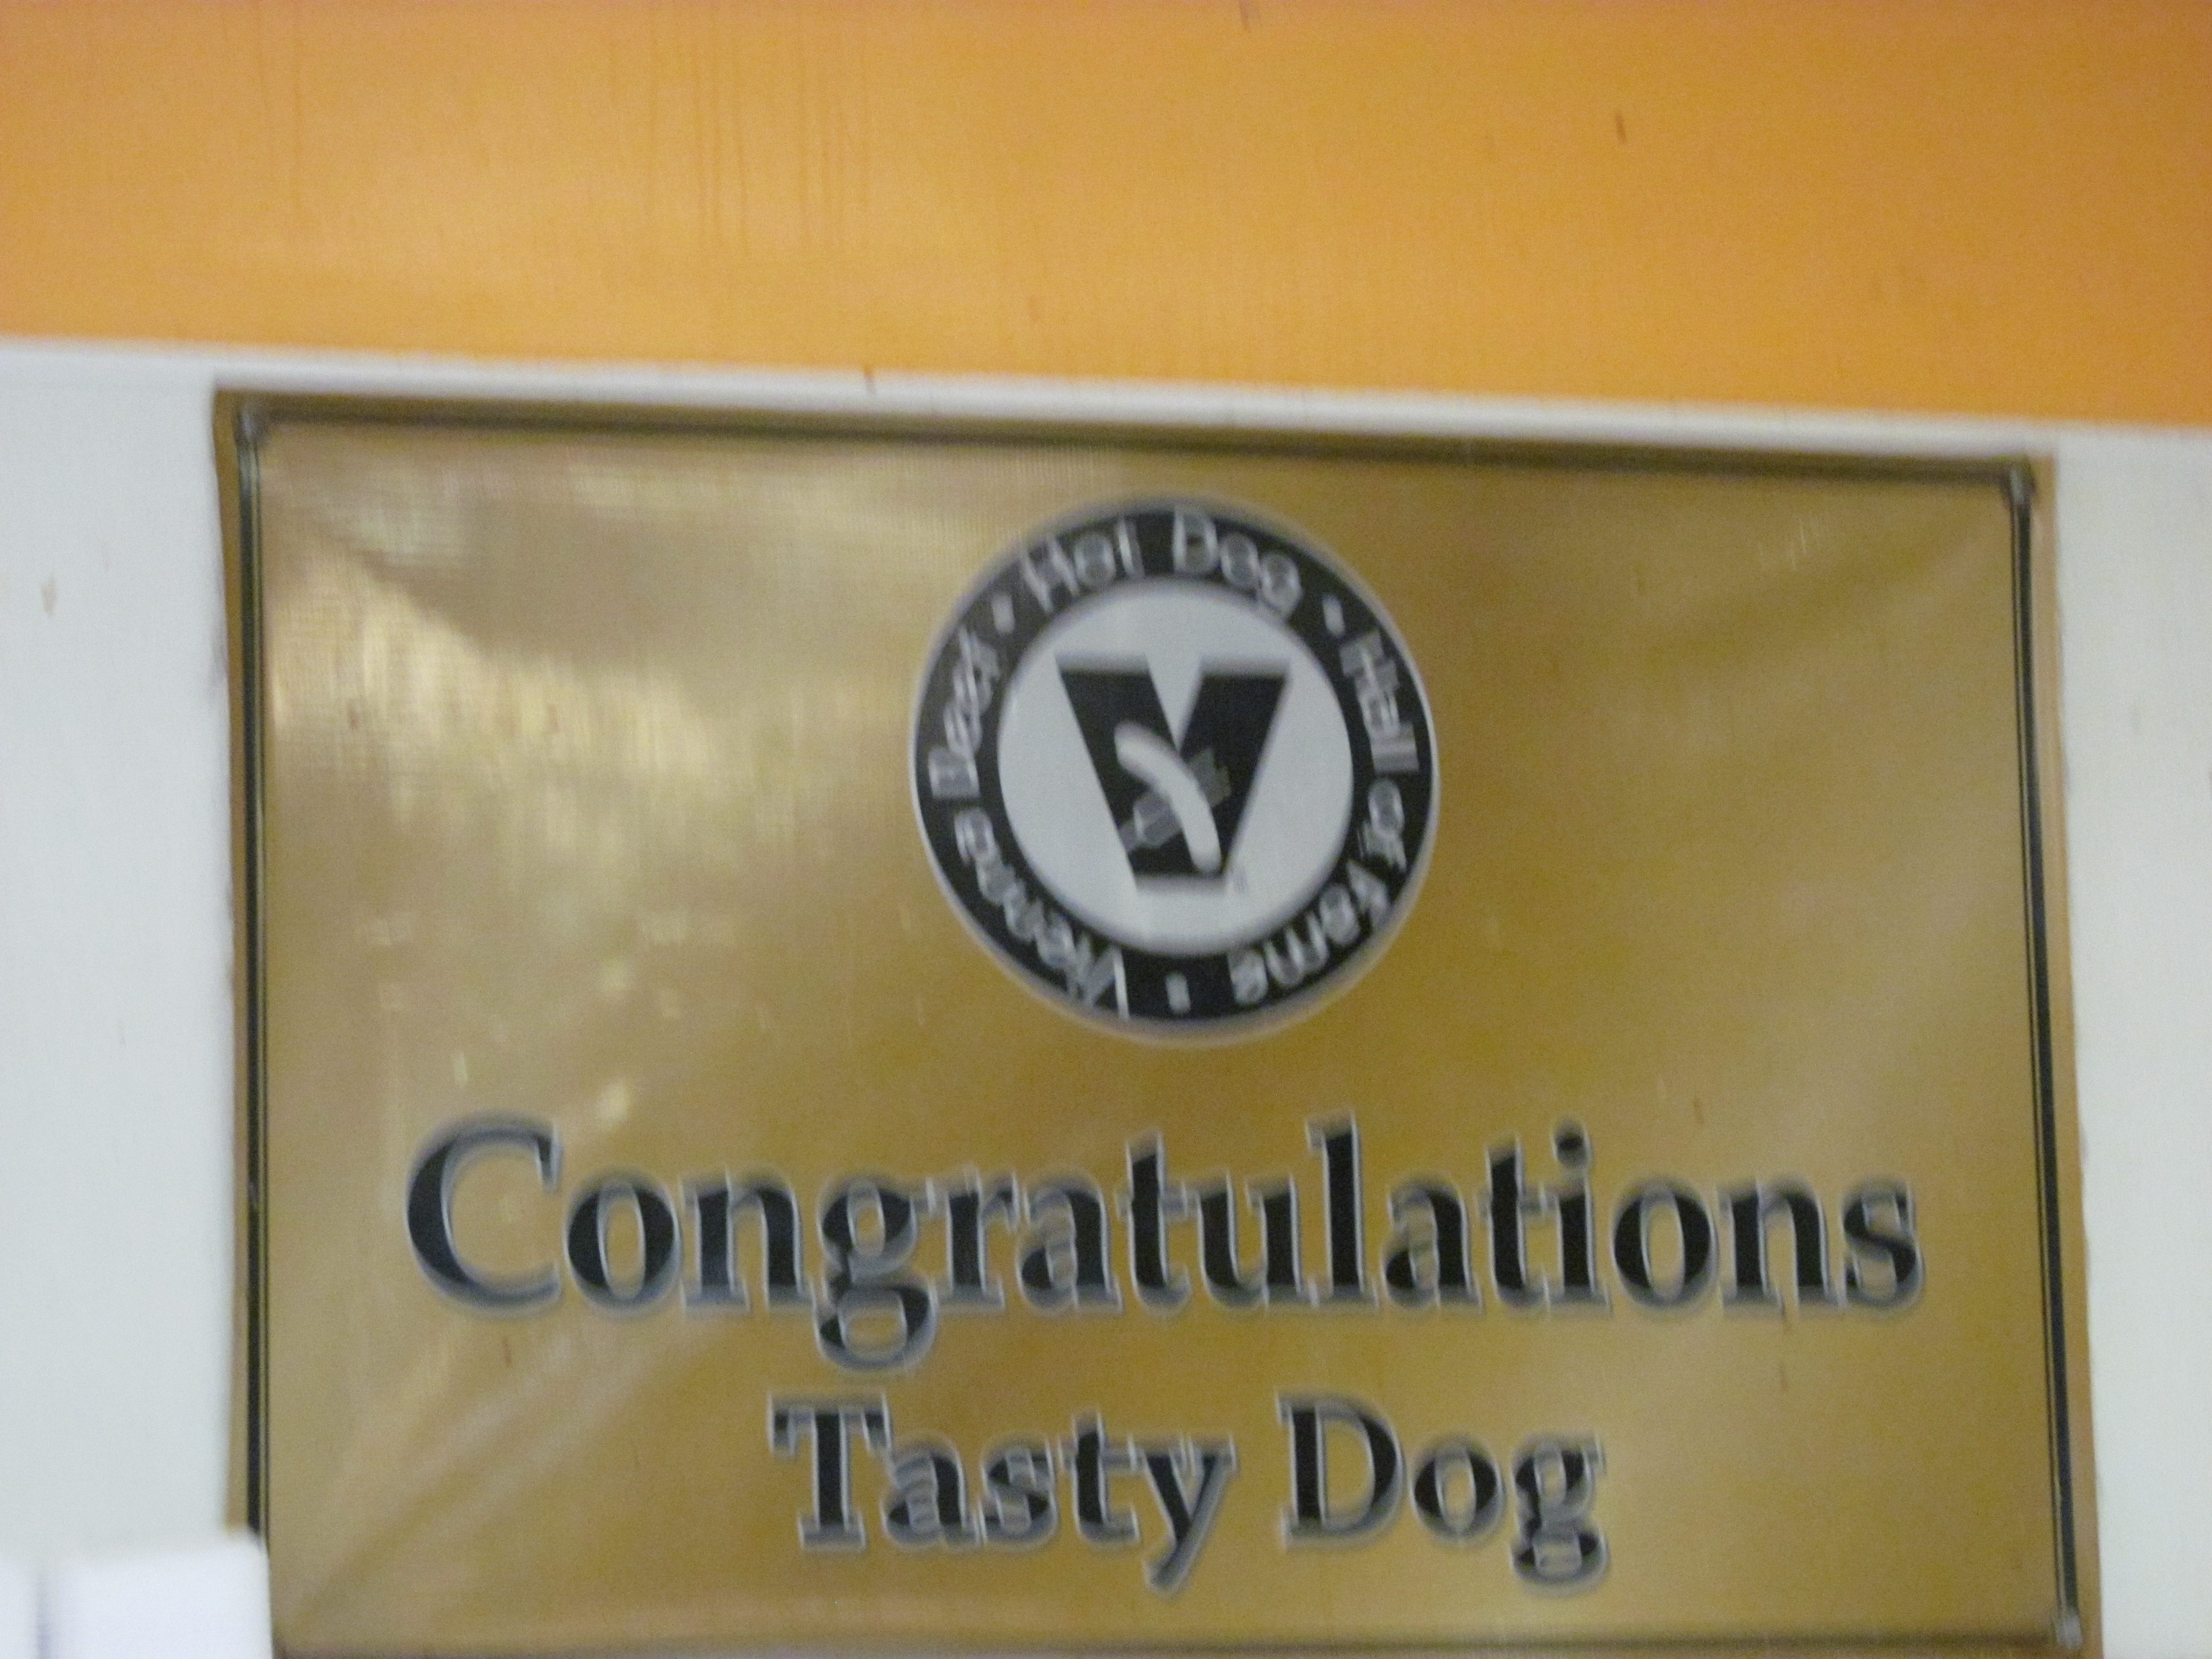 Vienna Beef • Hot Dog • Hall of Fame •
V
Congratulations
Tasty Dog